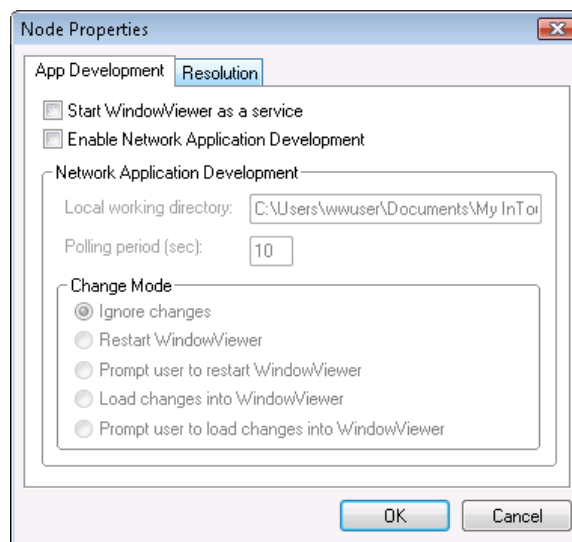 Node Properties
App Development
Resolution
Start WindowViewer as a service
Enable Network Application Development
Network Application Development
Local working directory: C:\Users\wwuser\Documents\My InTou
Polling period (sec): 10
Change Mode
Ignore changes
Restart WindowViewer
Prompt user to restart WindowViewer
Load changes into WindowViewer
Prompt user to load changes into WindowViewer
OK
Cancel